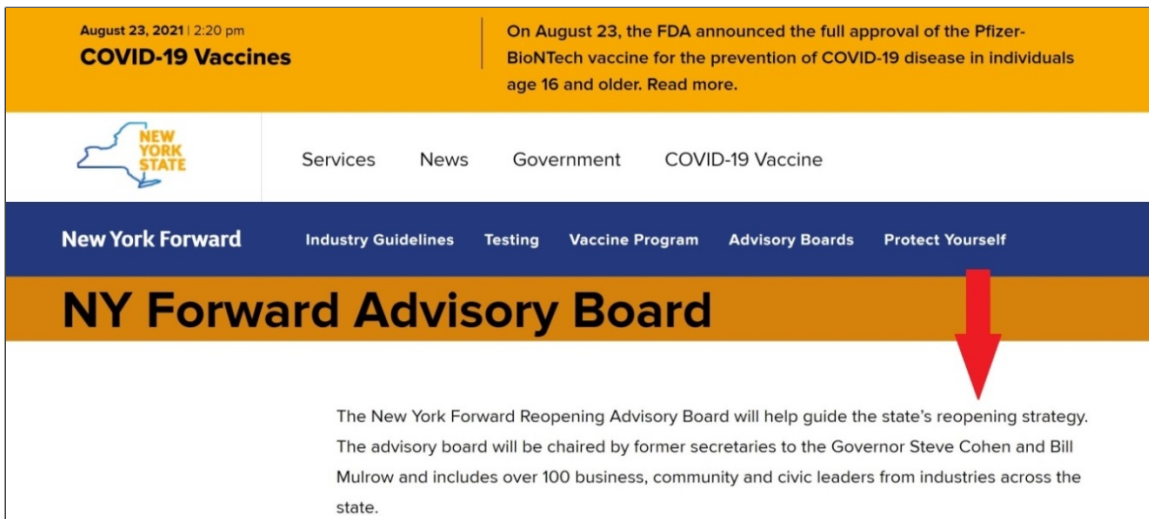 August 23, 2021 | 2:20 pm
COVID-19 Vaccines
On August 23, the FDA announced the full approval of the Pfizer-
BioNTech vaccine for the prevention of COVID-19 disease in individuals
age 16 and older. Read more.
NEW
YORK
STATE
Services News Government COVID-19 Vaccine
New York Forward Industry Guidelines Testing Vaccine Program Advisory Boards Protect Yourself
NY Forward Advisory Board
The New York Forward Reopening Advisory Board will help guide the state's reopening strategy.
The advisory board will be chaired by former secretaries to the Governor Steve Cohen and Bill
Mulrow and includes over 100 business, community and civic leaders from industries across the
state.